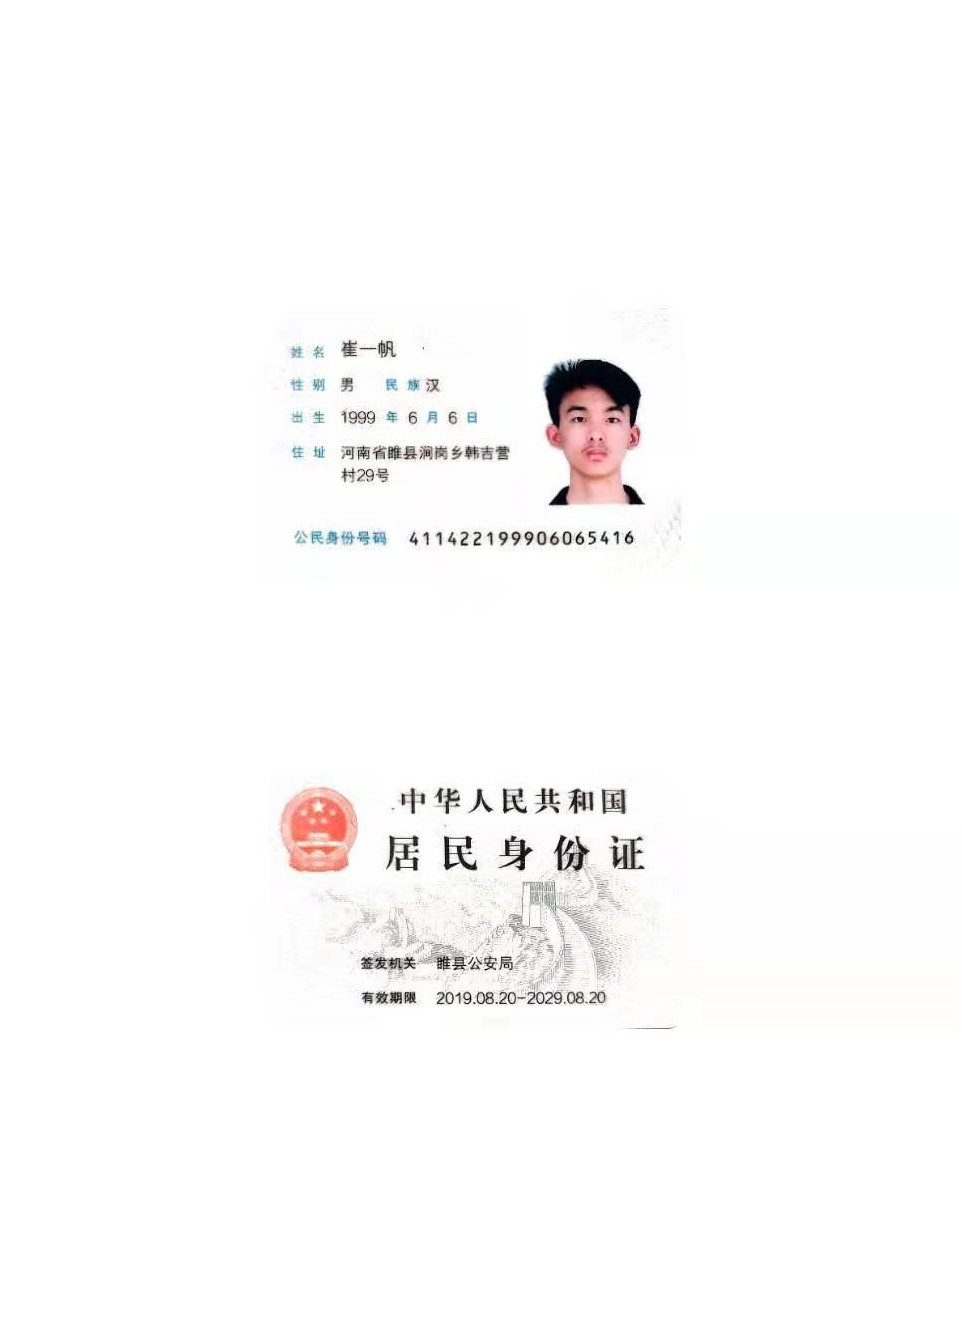 姓名 崔一帆
性别 男 民族 汉
出生 1999 年 6 月 6 日
住址 河南省睢县涧岗乡韩吉营
村29号
公民身份号码 411422199906065416
中华人民共和国
居民身份证
签发机关 睢县公安局
有效期限 2019.08.20-2029.08.20